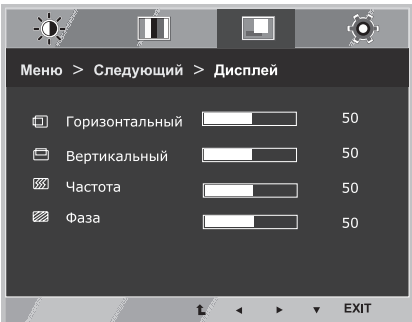 Меню > Следующий > Дисплей
Горизонтальный 50
Вертикальный 50
Частота 50
Фаза 50
EXIT